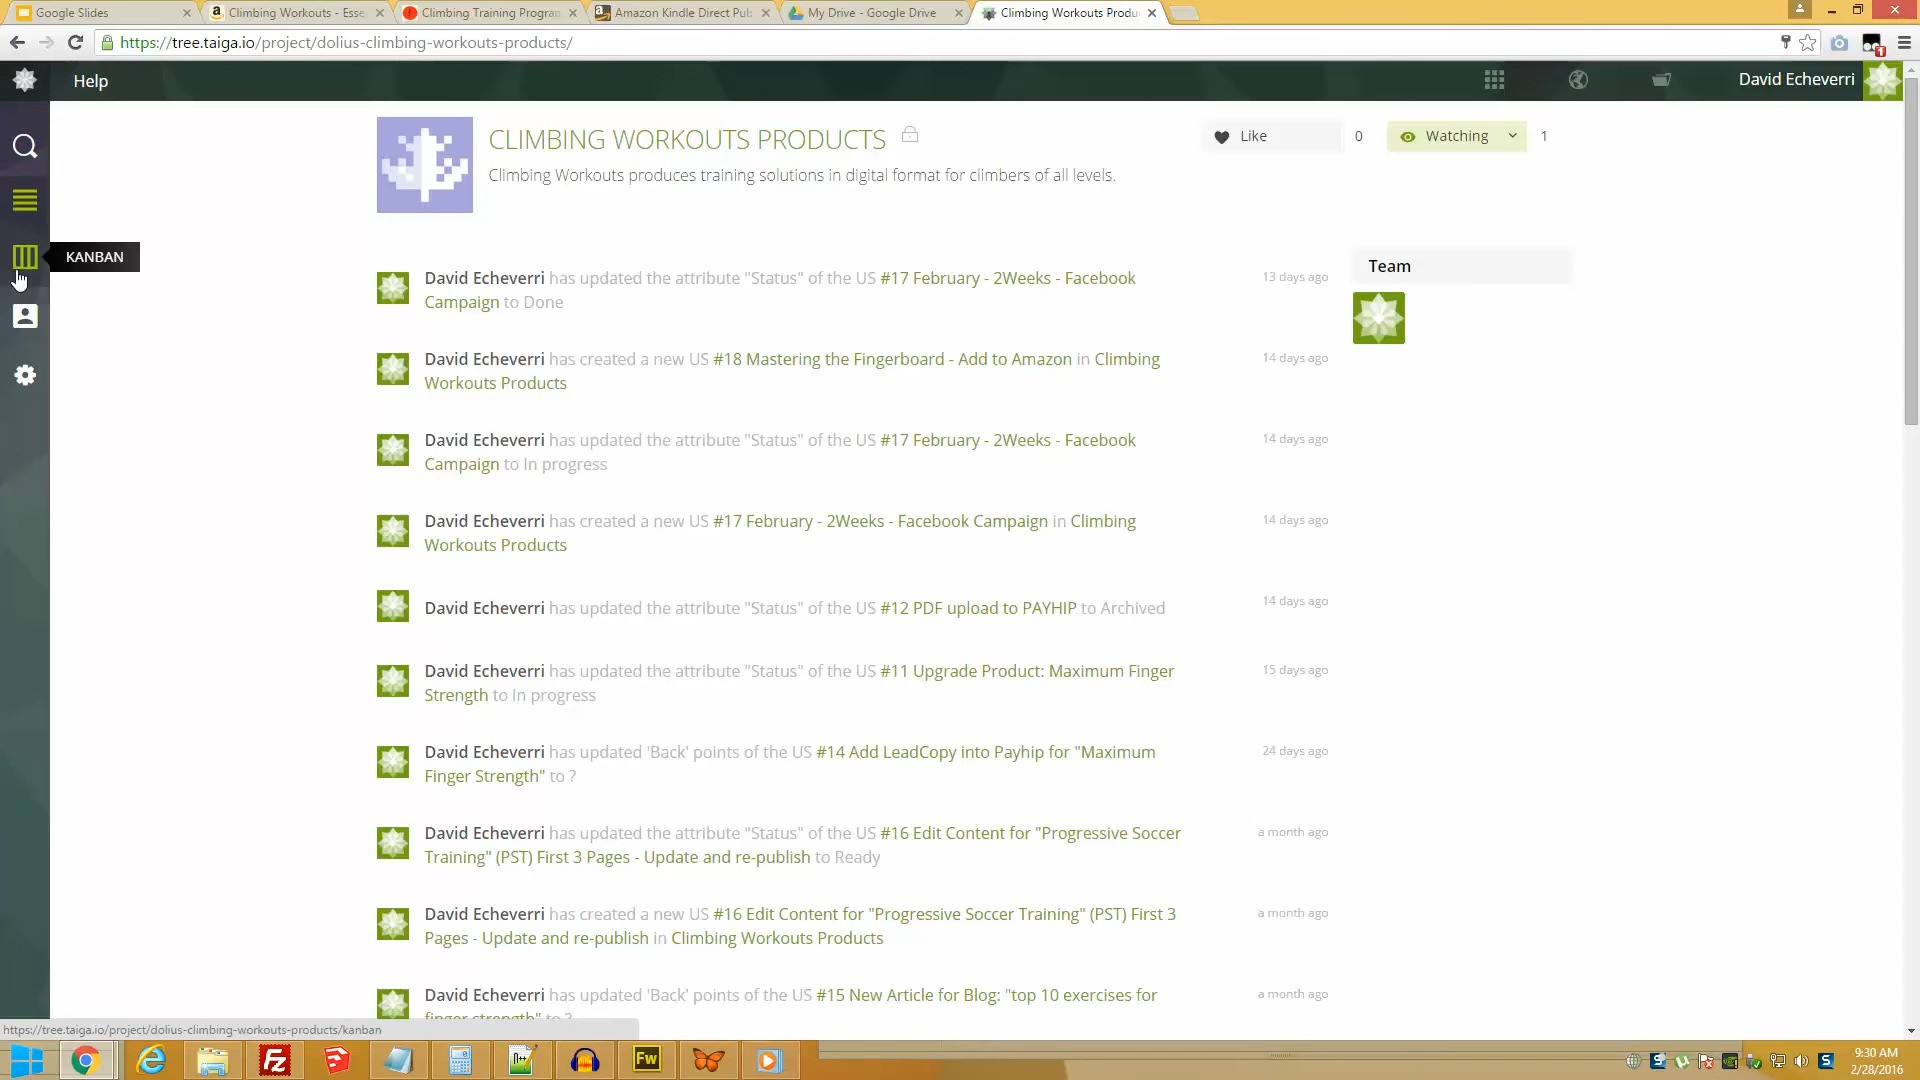 Google Slides
Climbing Workouts - Esse
Climbing Training Program
Amazon Kindle Direct Pub
My Drive - Google Drive
Climbing Workouts Produ
https://tree.taiga.io/project/dolius-climbing-workouts-products/
Help
David Echeverri
CLIMBING WORKOUTS PRODUCTS
Like
0
Watching
1
Climbing Workouts produces training solutions in digital format for climbers of all levels.
KANBAN
Team
David Echeverri has updated the attribute "Status" of the US #17 February - 2Weeks - Facebook
Campaign to Done
13 days ago
David Echeverri has created a new US #18 Mastering the Fingerboard - Add to Amazon in Climbing
Workouts Products
14 days ago
David Echeverri has updated the attribute "Status" of the US #17 February - 2Weeks - Facebook
Campaign to In progress
14 days ago
David Echeverri has created a new US #17 February - 2Weeks - Facebook Campaign in Climbing
Workouts Products
14 days ago
David Echeverri has updated the attribute "Status" of the US #12 PDF upload to PAYHIP to Archived
14 days ago
David Echeverri has updated the attribute "Status" of the US #11 Upgrade Product: Maximum Finger
Strength to In progress
15 days ago
David Echeverri has updated 'Back' points of the US #14 Add LeadCopy into Payhip for "Maximum
Finger Strength" to ?
24 days ago
David Echeverri has updated the attribute "Status" of the US #16 Edit Content for "Progressive Soccer
Training" (PST) First 3 Pages - Update and re-publish to Ready
a month ago
David Echeverri has created a new US #16 Edit Content for "Progressive Soccer Training" (PST) First 3
Pages - Update and re-publish in Climbing Workouts Products
a month ago
David Echeverri has updated 'Back' points of the US #15 New Article for Blog: "top 10 exercises for
finger strength" to ?
a month ago
https://tree.taiga.io/project/dolius-climbing-workouts-products/kanban
Fz
Fw
9:30 AM
2/28/2016